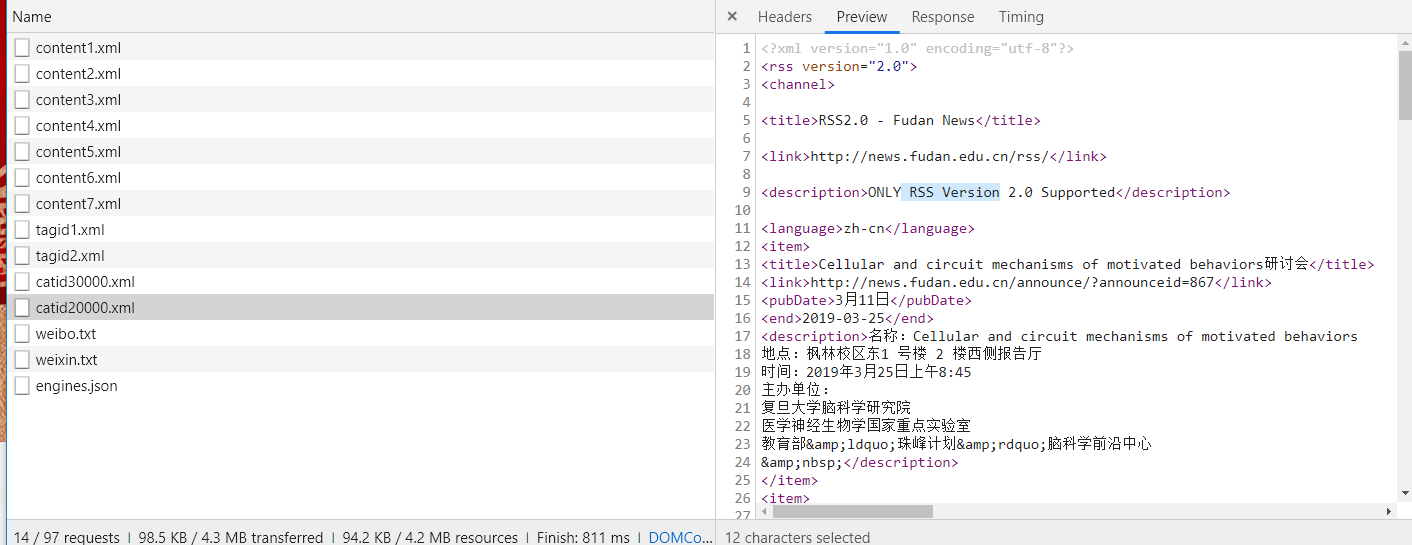 Name
content1.xml
content2.xml
content3.xml
content4.xml
content5.xml
content6.xml
content7.xml
tagid1.xml
tagid2.xml
catid30000.xml
catid20000.xml
weibo.txt
weixin.txt
engines.json
14 / 97 requests | 98.5 KB / 4.3 MB transferred | 94.2 KB / 4.2 MB resources | Finish: 811 ms | DOMCo...
× Headers Preview Response Timing
1 <?xml version="1.0" encoding="utf-8"?>
2 <rss version="2.0">
3 <channel>
4
5 <title>RSS2.0 - Fudan News</title>
6
7 <link>http://news.fudan.edu.cn/rss/</link>
8
9 <description>ONLY RSS Version 2.0 Supported</description>
10
11 <language>zh-cn</language>
12 <item>
13 <title>Cellular and circuit mechanisms of motivated behaviors研讨会</title>
14 <link>http://news.fudan.edu.cn/announce/?announceid=867</link>
15 <pubDate>3月11日</pubDate>
16 <end>2019-03-25</end>
17 <description>名称：Cellular and circuit mechanisms of motivated behaviors
18 地点：枫林校区东1 号楼 2 楼西侧报告厅
19 时间：2019年3月25日上午8:45
20 主办单位：
21 复旦大学脑科学研究院
22 医学神经生物学国家重点实验室
23 教育部&amp;ldquo;珠峰计划&amp;rdquo;脑科学前沿中心
24 &amp;nbsp;</description>
25 </item>
26 <item>
27
12 characters selected